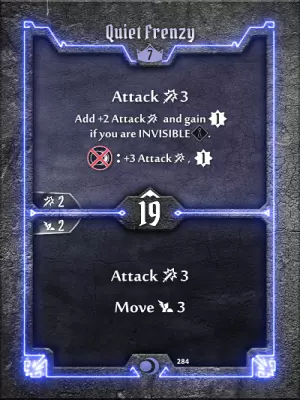 Quiet Frenzy
7
Attack 3
Add +2 Attack and gain 1
if you are INVISIBLE .
: +3 Attack , 1
2
19
2
Attack 3
Move 3
284